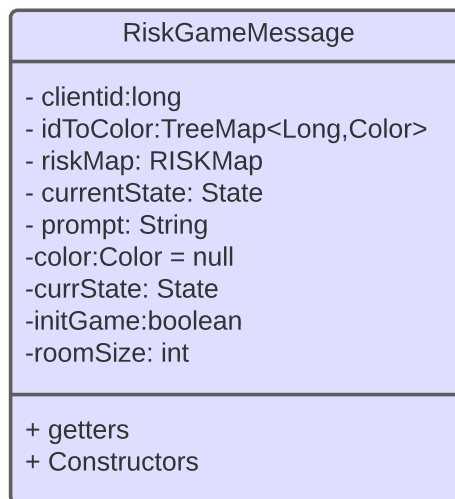 RiskGameMessage
- clientid:long
- idToColor:TreeMap<Long,Color>
- riskMap: RISKMap
- currentState: State
- prompt: String
-color:Color = null
-currState: State
-initGame:boolean
-roomSize: int
+ getters
+ Constructors